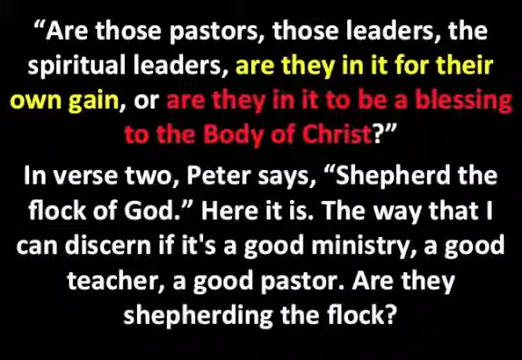 “Are those pastors, those leaders, the
spiritual leaders, are they in it for their
own gain, or are they in it to be a blessing
to the Body of Christ?”
In verse two, Peter says, “Shepherd the
flock of God.” Here it is. The way that I
can discern if it's a good ministry, a good
teacher, a good pastor. Are they
shepherding the flock?